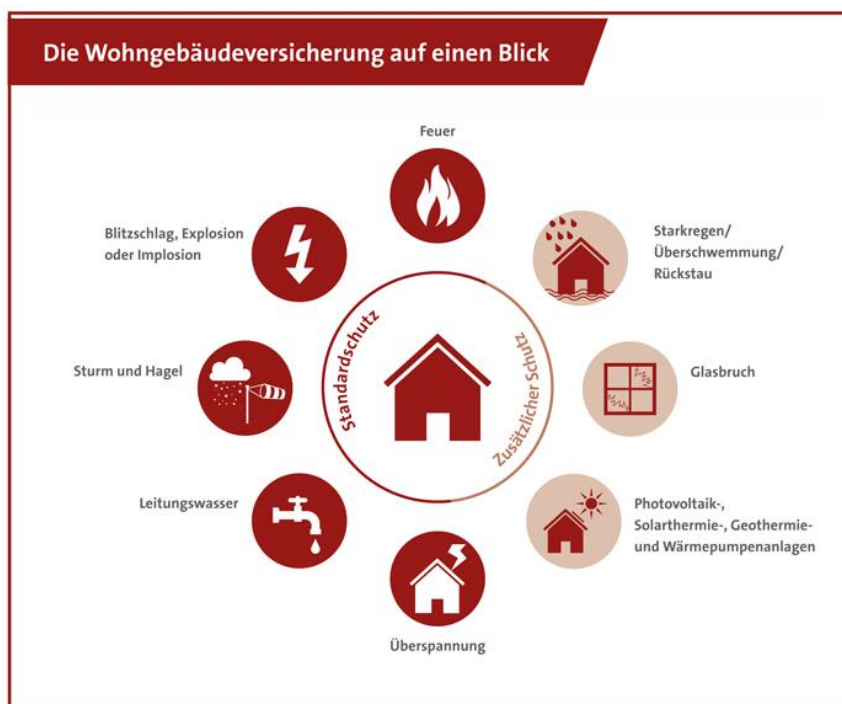 Die Wohngebäudeversicherung auf einen Blick
Feuer
Blitzschlag, Explosion
oder Implosion
Starkregen/
Überschwemmung/
Rückstau
Standardschutz
Zusätzlicher Schutz
Sturm und Hagel
Glasbruch
Leitungswasser
Photovoltaik-,
Solarthermie-, Geothermie-
und Wärmepumpenanlagen
Überspannung